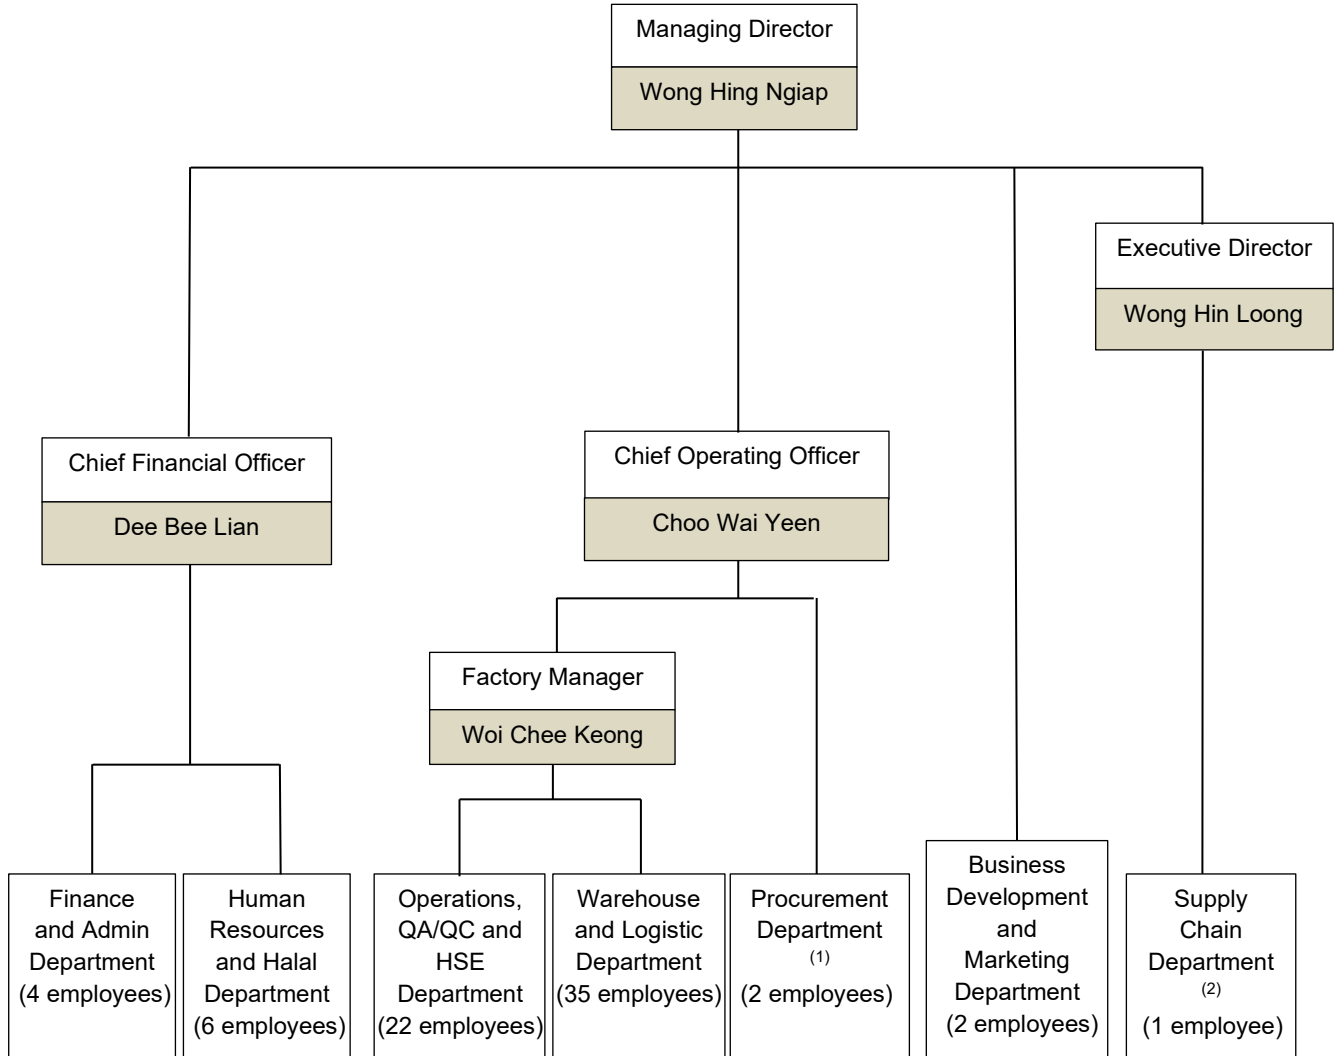 Managing Director
Wong Hing Ngiap
Executive Director
Wong Hin Loong
Chief Financial Officer
Dee Bee Lian
Chief Operating Officer
Choo Wai Yeen
Factory Manager
Woi Chee Keong
Finance
and Admin
Department
(4 employees)
Human
Resources
and Halal
Department
(6 employees)
Operations,
QA/QC and
HSE
Department
(22 employees)
Warehouse
and Logistic
Department
(35 employees)
Procurement
Department
(1)
(2 employees)
Business
Development
and
Marketing
Department
(2 employees)
Supply
Chain
Department
(2)
(1 employee)